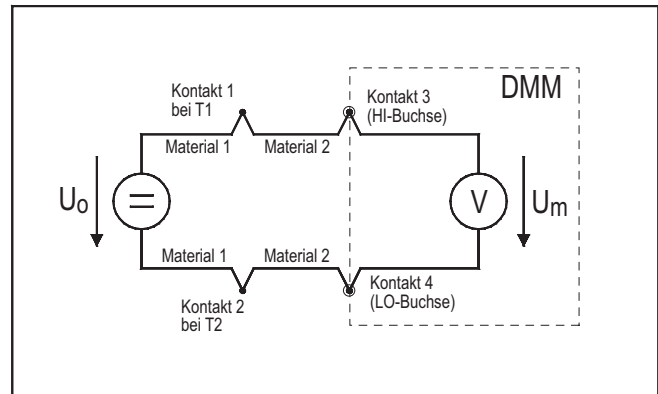 DMM
Kontakt 1
bei T1
Kontakt 3
(HI-Buchse)
Material 1
Material 2
Uo
V
Um
Material 1
Material 2
Kontakt 2
bei T2
Kontakt 4
(LO-Buchse)